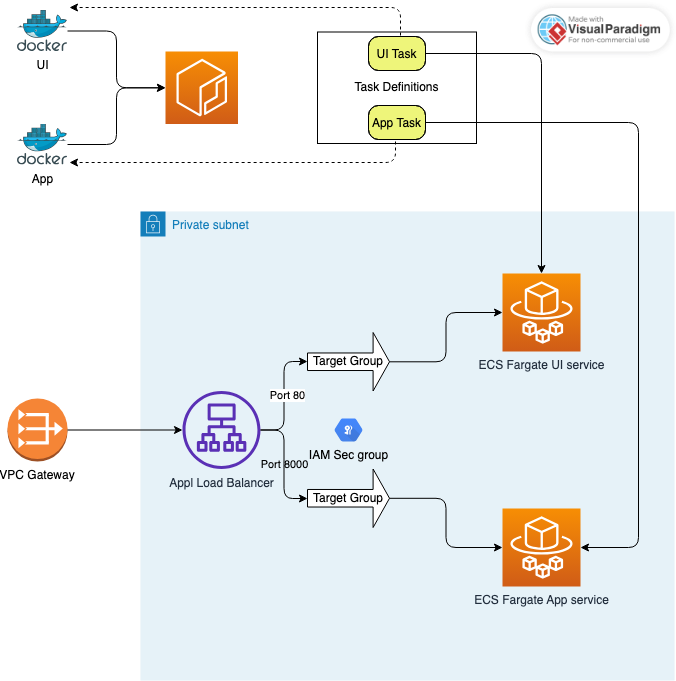 docker
UI
UI Task
Task Definitions
App Task
Made with
VisualParadigm
For non-commercial use
docker
App
Private subnet
Target Group
ECS Fargate UI service
Port 80
VPC Gateway
Appl Load Balancer
IAM Sec group
Port 8000
Target Group
ECS Fargate App service